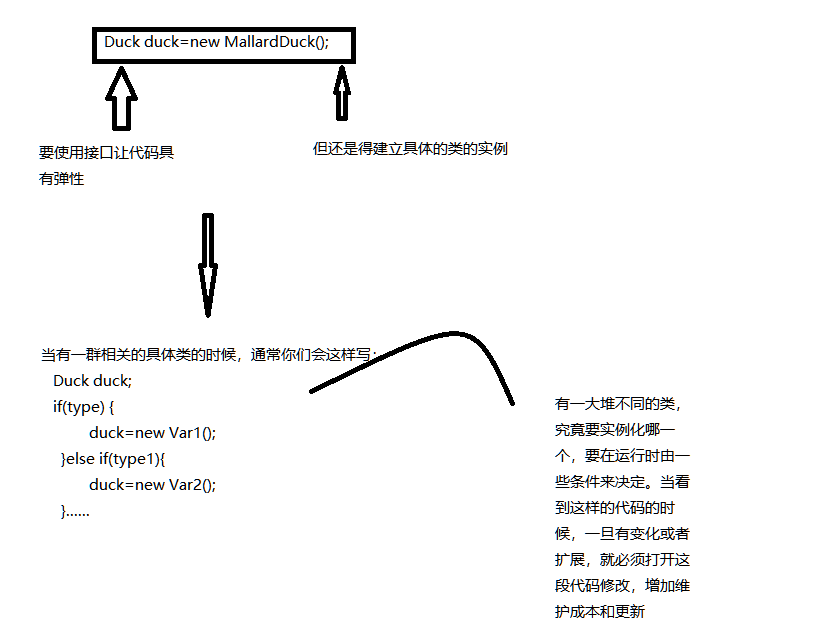 Duck duck=new MallardDuck();
要使用接口让代码具
有弹性
但还是得建立具体的类的实例
当有一群相关的具体类的时候，通常你们会这样写：
Duck duck;
if(type) {
duck=new Var1();
}else if(type1){
duck=new Var2();
}......
有一大堆不同的类，
究竟要实例化哪一
个，要在运行时由一
些条件来决定。当看
到这样的代码的时
候，一旦有变化或者
扩展，就必须打开这
段代码修改，增加维
护成本和更新